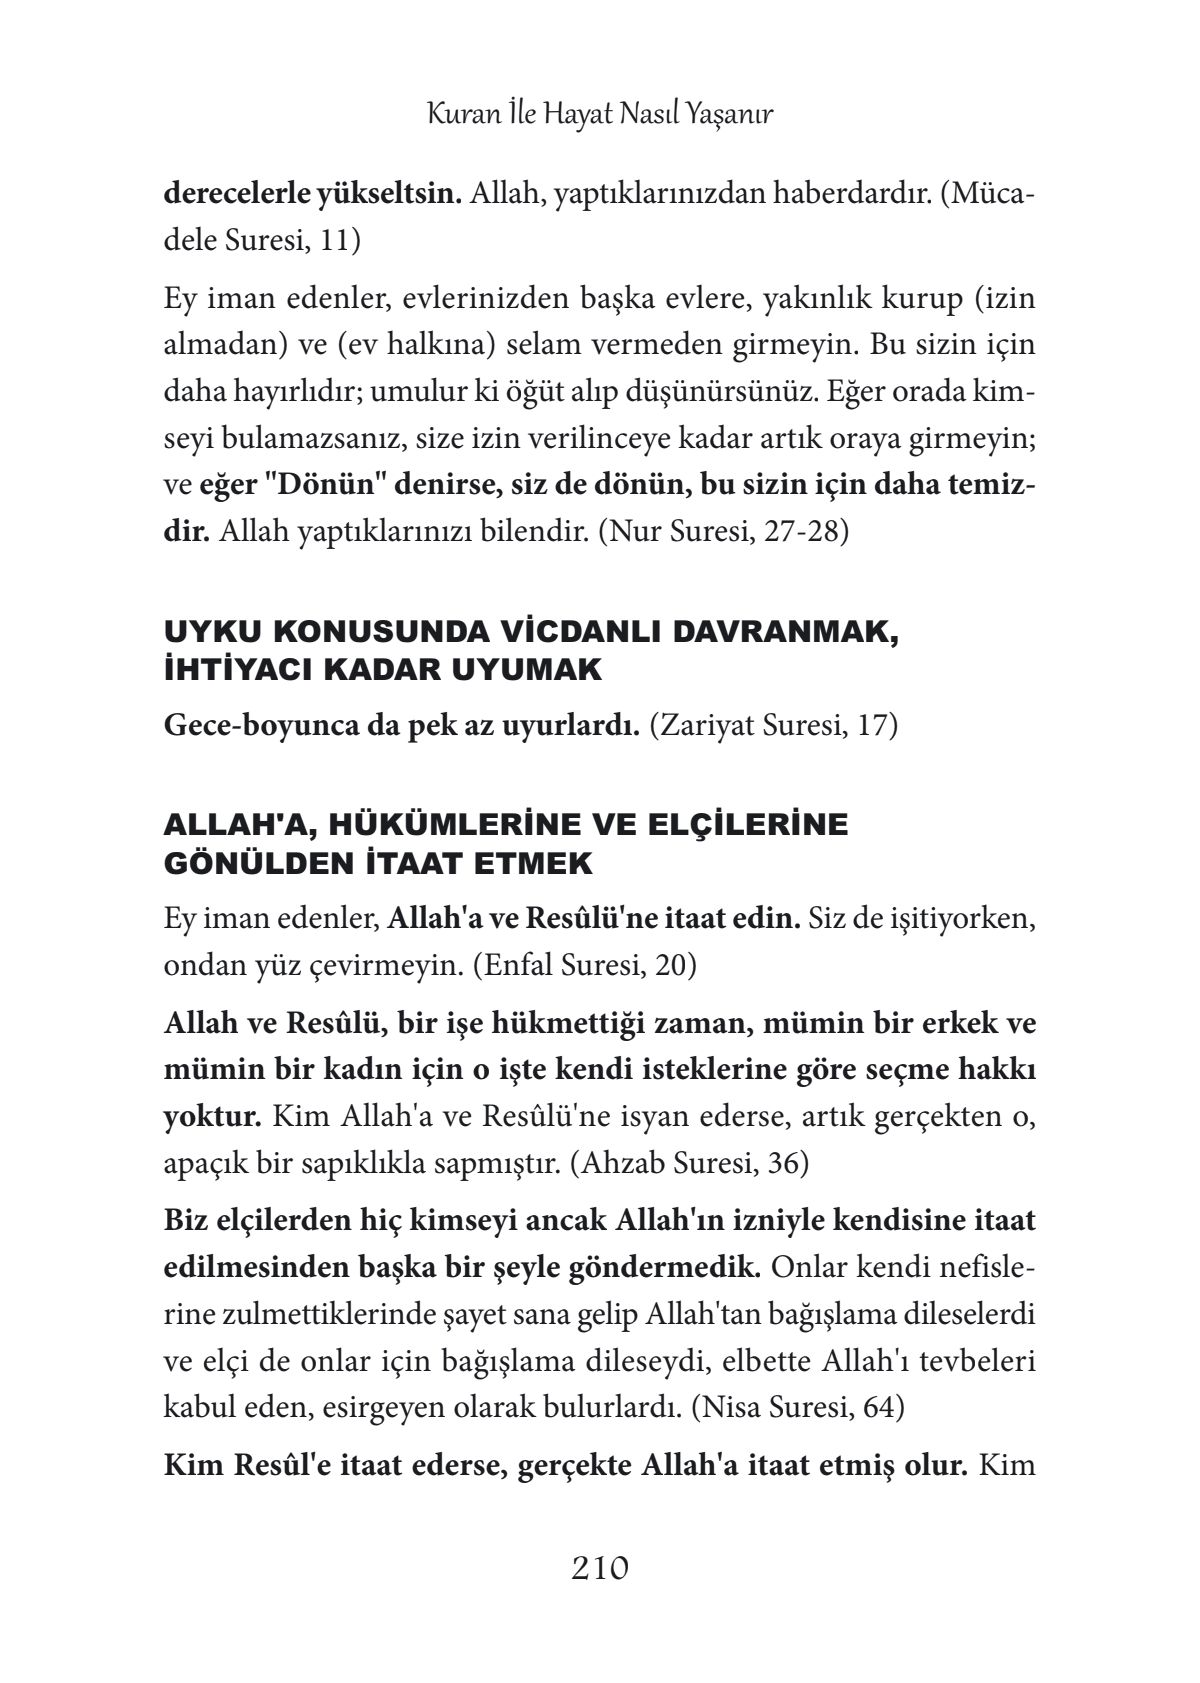 Kuran İle Hayat Nasıl Yaşanır
derecelerle yükseltsin. Allah, yaptıklarınızdan haberdardır. (Müca-
dele Suresi, 11)
Ey iman edenler, evlerinizden başka evlere, yakınlık kurup (izin
almadan) ve (ev halkına) selam vermeden girmeyin. Bu sizin için
daha hayırlıdır; umulur ki öğüt alıp düşünürsünüz. Eğer orada kim-
seyi bulamazsanız, size izin verilinceye kadar artık oraya girmeyin;
ve eğer "Dönün" denirse, siz de dönün, bu sizin için daha temiz-
dir. Allah yaptıklarınızı bilendir. (Nur Suresi, 27-28)
UYKU KONUSUNDA VİCDANLI DAVRANMAK,
İHTİYACI KADAR UYUMAK
Gece-boyunca da pek az uyurlardı. (Zariyat Suresi, 17)
ALLAH'A, HÜKÜMLERİNE VE ELÇİLERİNE
GÖNÜLDEN İTAAT ETMEK
Ey iman edenler, Allah'a ve Resûlü'ne itaat edin. Siz de işitiyorken,
ondan yüz çevirmeyin. (Enfal Suresi, 20)
Allah ve Resûlü, bir işe hükmettiği zaman, mümin bir erkek ve
mümin bir kadın için o işte kendi isteklerine göre seçme hakkı
yoktur. Kim Allah'a ve Resûlü'ne isyan ederse, artık gerçekten o,
apaçık bir sapıklıkla sapmıştır. (Ahzab Suresi, 36)
Biz elçilerden hiç kimseyi ancak Allah'ın izniyle kendisine itaat
edilmesinden başka bir şeyle göndermedik. Onlar kendi nefisle-
rine zulmettiklerinde şayet sana gelip Allah'tan bağışlama dileselerdi
ve elçi de onlar için bağışlama dileseydi, elbette Allah'ı tevbeleri
kabul eden, esirgeyen olarak bulurlardı. (Nisa Suresi, 64)
Kim Resûl'e itaat ederse, gerçekte Allah'a itaat etmiş olur. Kim
210